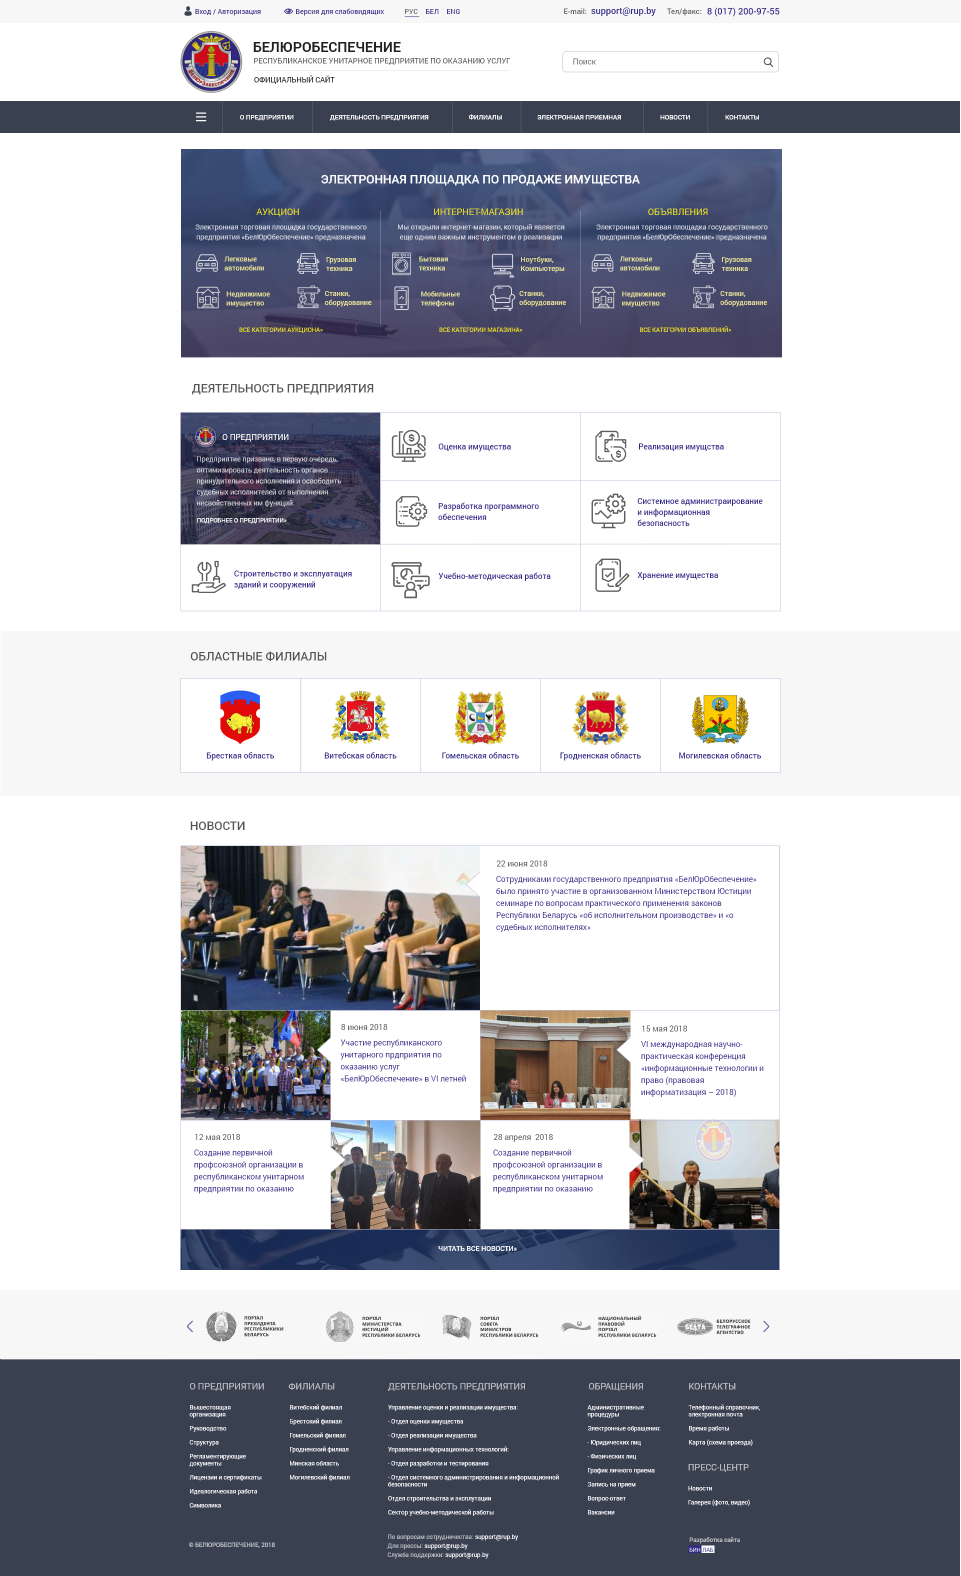 Вход / Авторизация
Версия для слабовидящих
РУС БЕЛ ENG
E-mail: support@rup.by Тел/факс: 8 (017) 200-97-55
БЕЛЮРОБЕСПЕЧЕНИЕ
РЕСПУБЛИКАНСКОЕ УНИТАРНОЕ ПРЕДПРИЯТИЕ ПО ОКАЗАНИЮ УСЛУГ
ОФИЦИАЛЬНЫЙ САЙТ
Поиск
О ПРЕДПРИЯТИИ
ДЕЯТЕЛЬНОСТЬ ПРЕДПРИЯТИЯ
ФИЛИАЛЫ
ЭЛЕКТРОННАЯ ПРИЕМНАЯ
НОВОСТИ
КОНТАКТЫ
ЭЛЕКТРОННАЯ ПЛОЩАДКА ПО ПРОДАЖЕ ИМУЩЕСТВА
АУКЦИОН
Электронная торговая площадка государственного
предприятия «БелЮрОбеспечение» предназначена
Легковые
автомобили
Грузовая
техника
Недвижимое
имущество
Станки,
оборудование
ВСЕ КАТЕГОРИИ АУКЦИОНА»
ИНТЕРНЕТ-МАГАЗИН
Мы открыли интернет-магазин, который является
еще одним важным инструментом в реализации
Бытовая
техника
Ноутбуки,
Компьютеры
Мобильные
телефоны
Станки,
оборудование
ВСЕ КАТЕГОРИИ МАГАЗИНА»
ОБЪЯВЛЕНИЯ
Электронная торговая площадка государственного
предприятия «БелЮрОбеспечение» предназначена
Легковые
автомобили
Грузовая
техника
Недвижимое
имущество
Станки,
оборудование
ВСЕ КАТЕГОРИИ ОБЪЯВЛЕНИЙ»
ДЕЯТЕЛЬНОСТЬ ПРЕДПРИЯТИЯ
О ПРЕДПРИЯТИИ
Предприятие призвано, в первую очередь,
оптимизировать деятельность органов
принудительного исполнения и освободить
судебных исполнителей от выполнения
несвойственных им функций.
ПОДРОБНЕЕ О ПРЕДПРИЯТИИ»
Оценка имущества
Реализация имущства
Разработка программного
обеспечения
Системное администраирование
и информационная
безопасность
Строительство и эксплуатация
зданий и сооружений
Учебно-методическая работа
Хранение имущества
ОБЛАСТНЫЕ ФИЛИАЛЫ
Бресткая область
Витебская область
Гомельская область
Гродненская область
Могилевская область
НОВОСТИ
22 июня 2018
Сотрудниками государственного предприятия «БелЮрОбеспечение»
было принято участие в организованном Министерством Юстиции
семинаре по вопросам практического применения законов
Республики Беларусь «об исполнительном производстве» и «о
судебных исполнителях»
8 июня 2018
Участие республиканского
унитарного прдприятия по
оказанию услуг
«БелЮрОбеспечение» в VI летней
15 мая 2018
VI международная научно-
практическая конференция
«информационные технологии и
право (правовая
информатизация – 2018)
12 мая 2018
Создание первичной
профсоюзной организации в
республиканском унитарном
предприятии по оказанию
28 апреля 2018
Создание первичной
профсоюзной организации в
республиканском унитарном
предприятии по оказанию
ЧИТАТЬ ВСЕ НОВОСТИ»
ПОРТАЛ
ПРЕЗИДЕНТА
РЕСПУБЛИКИКИ
БЕЛАРУСЬ
ПОРТАЛ
МИНИСТЕРСТВА
ЮСТИЦИЙ
РЕСПУБЛИКИ БЕЛАРУСЬ
ПОРТАЛ
СОВЕТА
МИНИСТРОВ
РЕСПУБЛИКИ БЕЛАРУСЬ
НАЦИОНАЛЬНЫЙ
ПРАВОВОЙ
ПОРТАЛ
РЕСПУБЛИКИ БЕЛАРУСЬ
БЕЛТА
БЕЛОРУССКОЕ
ТЕЛЕГРАФНОЕ
АГЕНТСТВО
О ПРЕДПРИЯТИИ
Вышестоящая
организация
Руководство
Структура
Регламентирующие
документы
Лицензии и сертификаты
Идеалогическая работа
Символика
ФИЛИАЛЫ
Витебский филиал
Брестский филиал
Гомельский филиал
Гродненский филиал
Минская область
Могилевский филиал
ДЕЯТЕЛЬНОСТЬ ПРЕДПРИЯТИЯ
Управление оценки и реализации имущества:
- Отдел оценки имущества
- Отдел реализации имущества
Управление информационных технологий:
- Отдел разработки и тестирования
- Отдел системного администрирования и информационной
безопасности
Отдел строительства и эксплутации
Сектор учебно-методической работы
ОБРАЩЕНИЯ
Административные
процедуры
Электронные обращения:
- Юридических лиц
- Физических лиц
График личного приема
Запись на прием
Вопрос-ответ
Вакансии
КОНТАКТЫ
Телефонный справочник,
электронная почта
Время работы
Карта (схема проезда)
ПРЕСС-ЦЕНТР
Новости
Галерея (фото, видео)
© БЕЛЮРОБЕСПЕЧЕНИЕ, 2018
По вопросам сотрудничества: support@rup.by
Для прессы: support@rup.by
Служба поддержки: support@rup.by
Разработка сайта
БИН ЛАБ